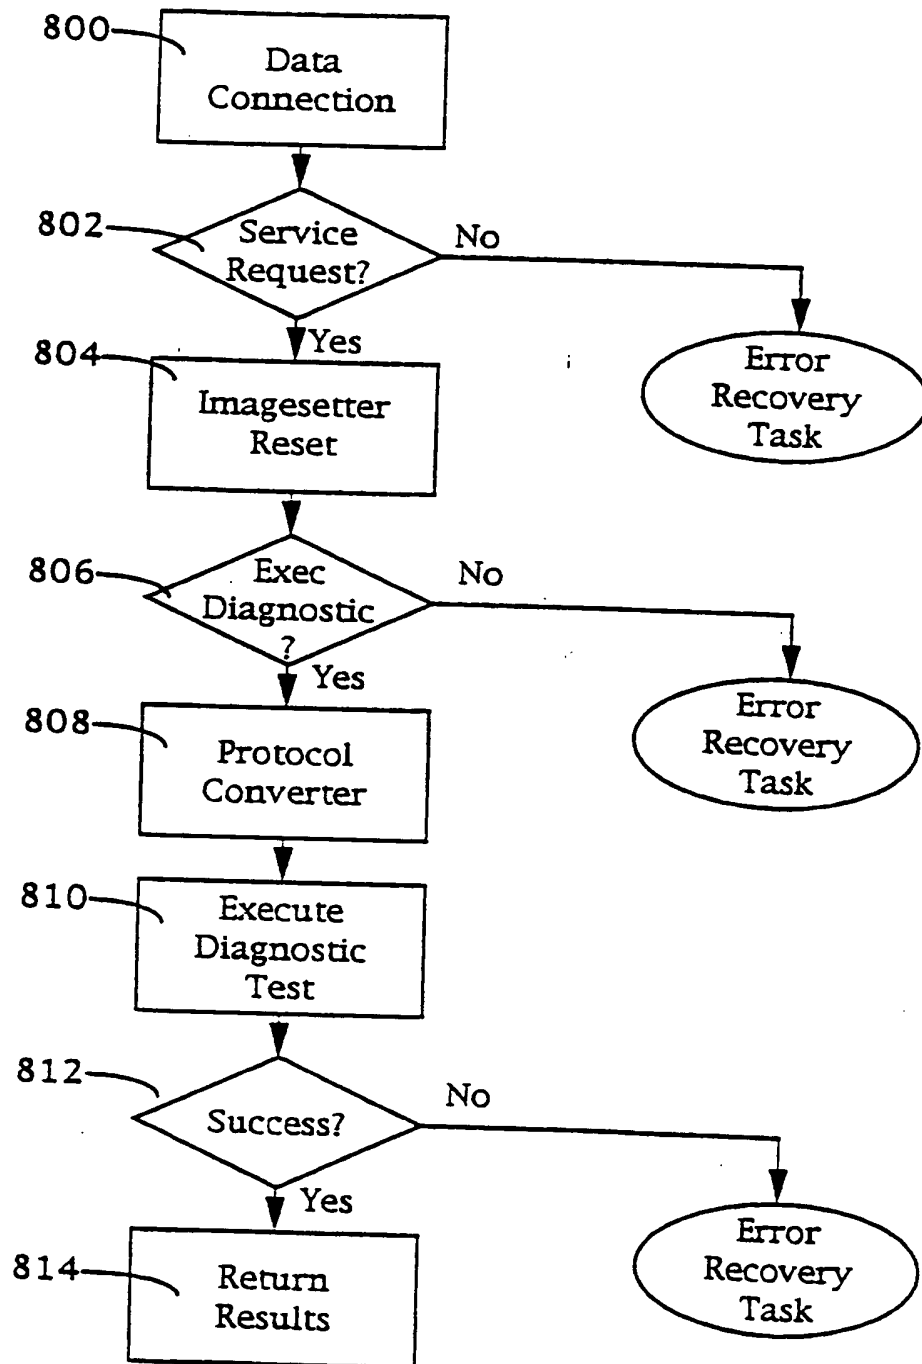 800
Data
Connection
802
Service
Request?
No
Yes
804
Imagesetter
Reset
Error
Recovery
Task
806
Exec
Diagnostic
?
No
Yes
808
Protocol
Converter
Error
Recovery
Task
810
Execute
Diagnostic
Test
812
Success?
No
Yes
814
Return
Results
Error
Recovery
Task